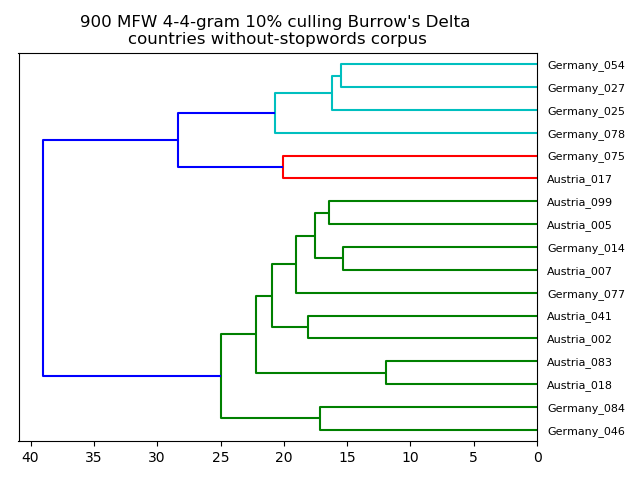 900 MFW 4-4-gram 10% culling Burrow's Delta
countries without-stopwords corpus
Germany_054
Germany_027
Germany_025
Germany_078
Germany_075
Austria_017
Austria_099
Austria_005
Germany_014
Austria_007
Germany_077
Austria_041
Austria_002
Austria_083
Austria_018
Germany_084
Germany_046
40 35 30 25 20 15 10 5 0